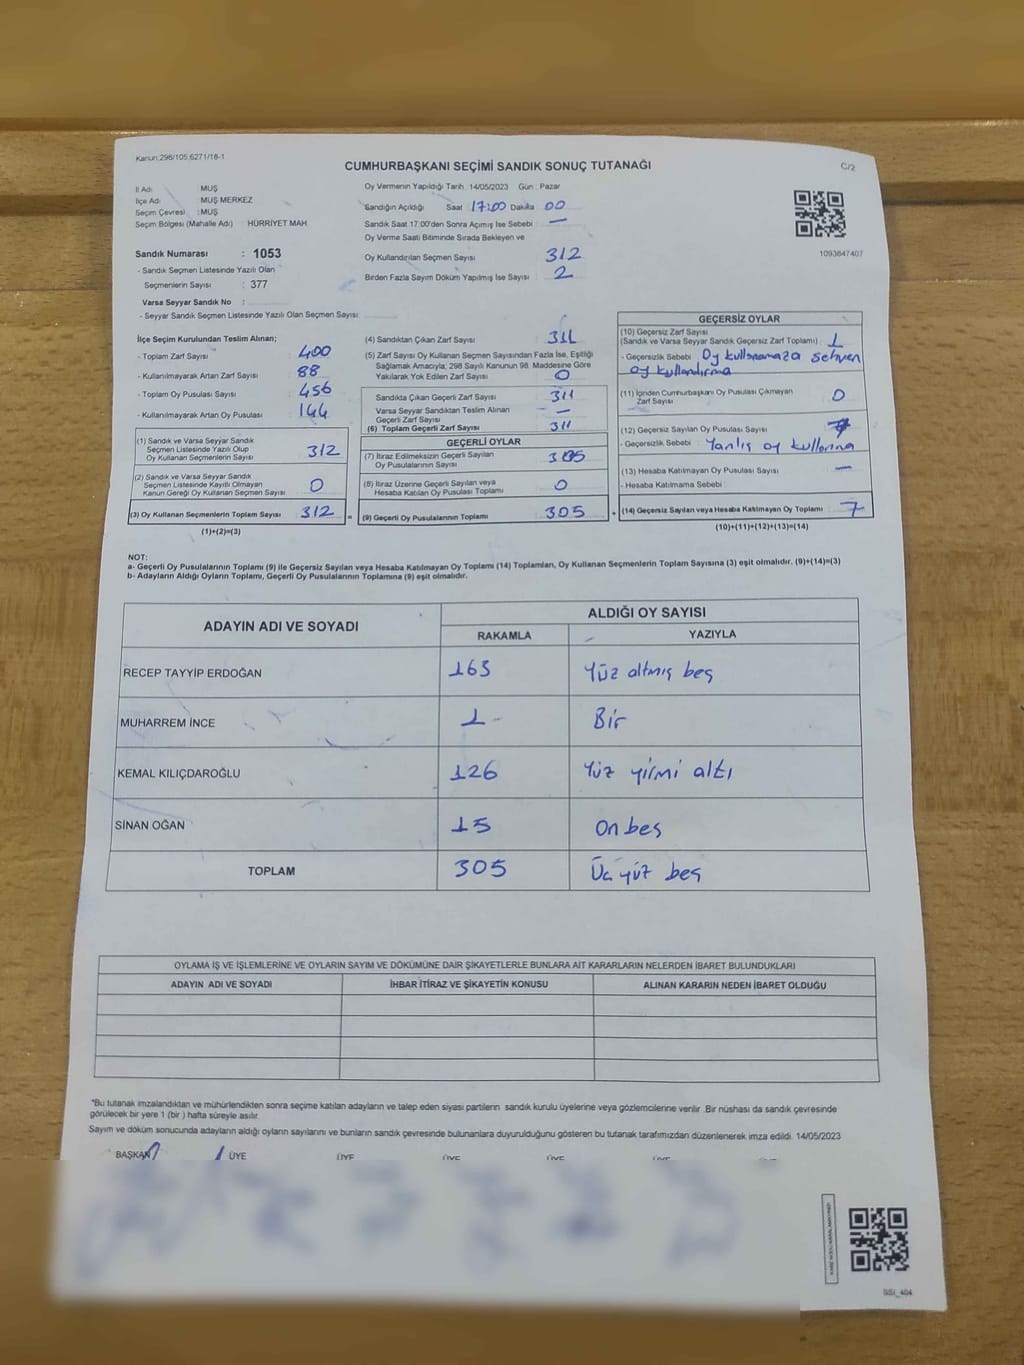 Kanun:298/105,6271/18-1
CUMHURBAŞKANI SEÇİMİ SANDIK SONUÇ TUTANAĞI
C/2
İl Adı MUŞ
İlçe Adı MUŞ MERKEZ
Seçim Çevresi :MUŞ
Seçim Bölgesi (Mahalle Adı) HÜRRİYET MAH
Oy Vermenin Yapıldığı Tarih :14/05/2023 Gün : Pazar
Sandığın Açıldığı Saat 17:00 Dakika 00
Sandık Saat 17:00'den Sonra Açımış İse Sebebi : —
Oy Verme Saati Bitiminde Sırada Bekleyen ve
Oy Kullandırılan Seçmen Sayısı 312
Birden Fazla Sayım Döküm Yapılmış İse Sayısı : 2
1093847407
Sandık Numarası : 1053
- Sandık Seçmen Listesinde Yazılı Olan
Seçmenlerin Sayısı : 377
Varsa Seyyar Sandık No :
- Seyyar Sandık Seçmen Listesinde Yazılı Olan Seçmen Sayısı:
İlçe Seçim Kurulundan Teslim Alınan;
- Toplam Zarf Sayısı : 400
- Kullanılmayarak Artan Zarf Sayısı : 88
- Toplam Oy Pusulası Sayısı : 456
- Kullanılmayarak Artan Oy Pusulası : 144
(1) Sandık ve Varsa Seyyar Sandık
Seçmen Listesinde Yazılı Olup
Oy Kullanan Seçmenlerin Sayısı : 312
(2) Sandık ve Varsa Seyyar Sandık
Seçmen Listesinde Kayıtlı Olmayan
Kanun Gereği Oy Kullanan Seçmen Sayısı : 0
(3) Oy Kullanan Seçmenlerin Toplam Sayısı : 312
(1)+(2)=(3)
(4) Sandıktan Çıkan Zarf Sayısı : 311
(5) Zarf Sayısı Oy Kullanan Seçmen Sayısından Fazla İse, Eşitliği
Sağlamak Amacıyla; 298 Sayılı Kanunun 98. Maddesine Göre
Yakılarak Yok Edilen Zarf Sayısı : 0
Sandıkta Çıkan Geçerli Zarf Sayısı : 311
Varsa Seyyar Sandıktan Teslim Alınan
Geçerli Zarf Sayısı : —
(6) Toplam Geçerli Zarf Sayısı : 311
GEÇERLİ OYLAR
(7) İtiraz Edilmeksizin Geçerli Sayılan
Oy Pusulalarının Sayısı : 305
(8) İtiraz Üzerine Geçerli Sayılan veya
Hesaba Katılan Oy Pusulası Toplamı : 0
= (9) Geçerli Oy Pusulalarının Toplamı : 305
GEÇERSİZ OYLAR
(10) Geçersiz Zarf Sayısı
(Sandık ve Varsa Seyyar Sandık Geçersiz Zarf Toplamı) : 1
- Geçersizlik Sebebi : Oy kullanamaza sehven
oy kullandırma
(11) İçinden Cumhurbaşkanı Oy Pusulası Çıkmayan
Zarf Sayısı : 0
(12) Geçersiz Sayılan Oy Pusulası Sayısı :
- Geçersizlik Sebebi : Yanlış oy kullanma
(13) Hesaba Katılmayan Oy Pusulası Sayısı : —
- Hesaba Katılmama Sebebi :
+ (14) Geçersiz Sayılan veya Hesaba Katılmayan Oy Toplamı : 7
(10)+(11)+(12)+(13)=(14)
NOT:
a- Geçerli Oy Pusulalarının Toplamı (9) ile Geçersiz Sayılan veya Hesaba Katılmayan Oy Toplamı (14) Toplamları, Oy Kullanan Seçmenlerin Toplam Sayısına (3) eşit olmalıdır. (9)+(14)=(3)
b- Adayların Aldığı Oyların Toplamı, Geçerli Oy Pusulalarının Toplamına (9) eşit olmalıdır.
ADAYIN ADI VE SOYADI
ALDIĞI OY SAYISI
RAKAMLA YAZIYLA
RECEP TAYYİP ERDOĞAN 163 Yüz altmış beş
MUHARREM İNCE 1 - Bir
KEMAL KILIÇDAROĞLU 126 Yüz yirmi altı
SİNAN OĞAN 15 On beş
TOPLAM 305 Üç yüz beş
OYLAMA İŞ VE İŞLEMLERİNE VE OYLARIN SAYIM VE DÖKÜMÜNE DAİR ŞİKAYETLERLE BUNLARA AİT KARARLARIN NELERDEN İBARET BULUNDUKLARI
ADAYIN ADI VE SOYADI İHBAR İTİRAZ VE ŞİKAYETİN KONUSU ALINAN KARARIN NEDEN İBARET OLDUĞU
*Bu tutanak imzalandıktan ve mühürlendikten sonra seçime katılan adayların ve talep eden siyasi partilerin sandık kurulu üyelerine veya gözlemcilerine verilir .Bir nüshası da sandık çevresinde
görülecek bir yere 1 (bir ) hafta süreyle asılır.
Sayım ve döküm sonucunda adayların aldığı oyların sayılarını ve bunların sandık çevresinde bulunanlara duyurulduğunu gösteren bu tutanak tarafımızdan düzenlenerek imza edildi. 14/05/2023
BAŞKAN ÜYE ÜYE ÜYE ÜYE ÜYE
SSI_404